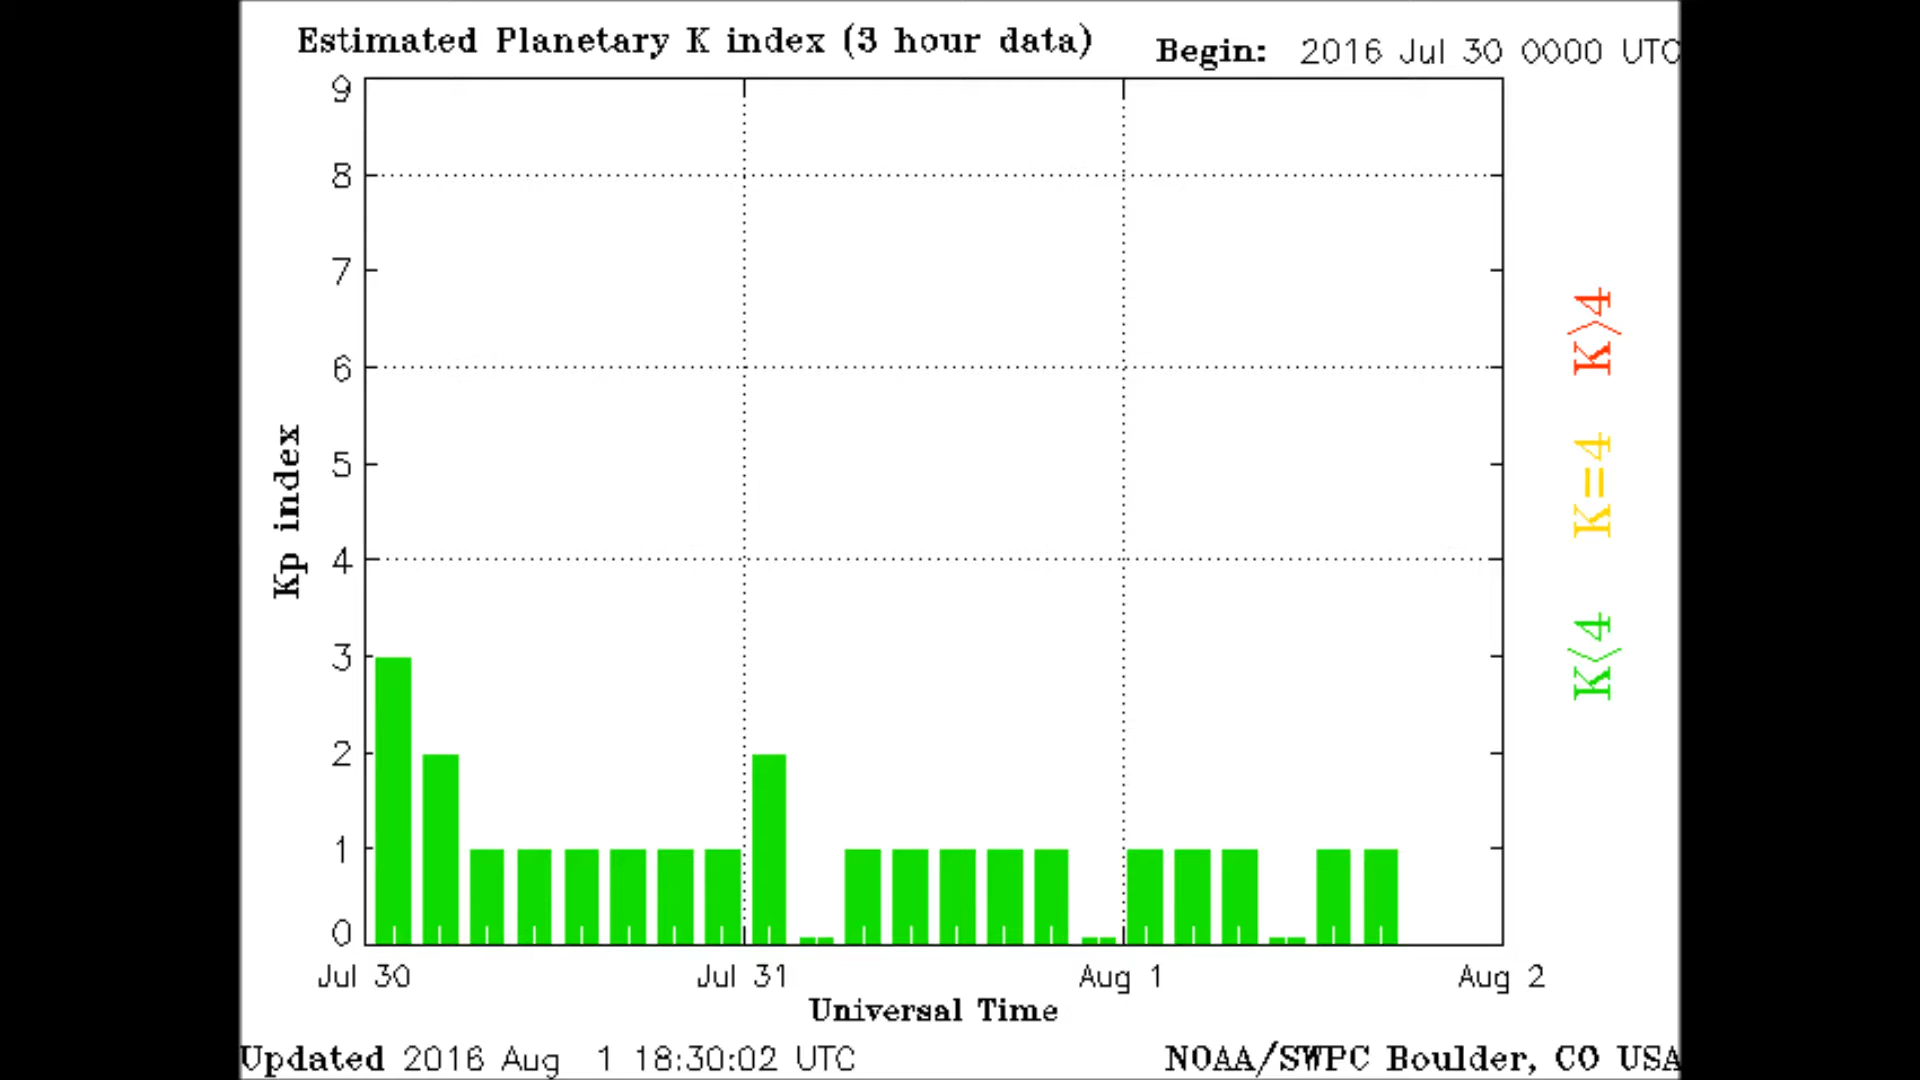 Estimated Planetary K index (3 hour data)
Begin: 2016 Jul 30 0000 UTC
9
8
7
6
5
4
3
2
1
0
Kp index
K>4
K=4
K<4
Jul 30 Jul 31 Aug 1 Aug 2
Universal Time
Updated 2016 Aug 1 18:30:02 UTC
NOAA/SWPC Boulder, CO USA